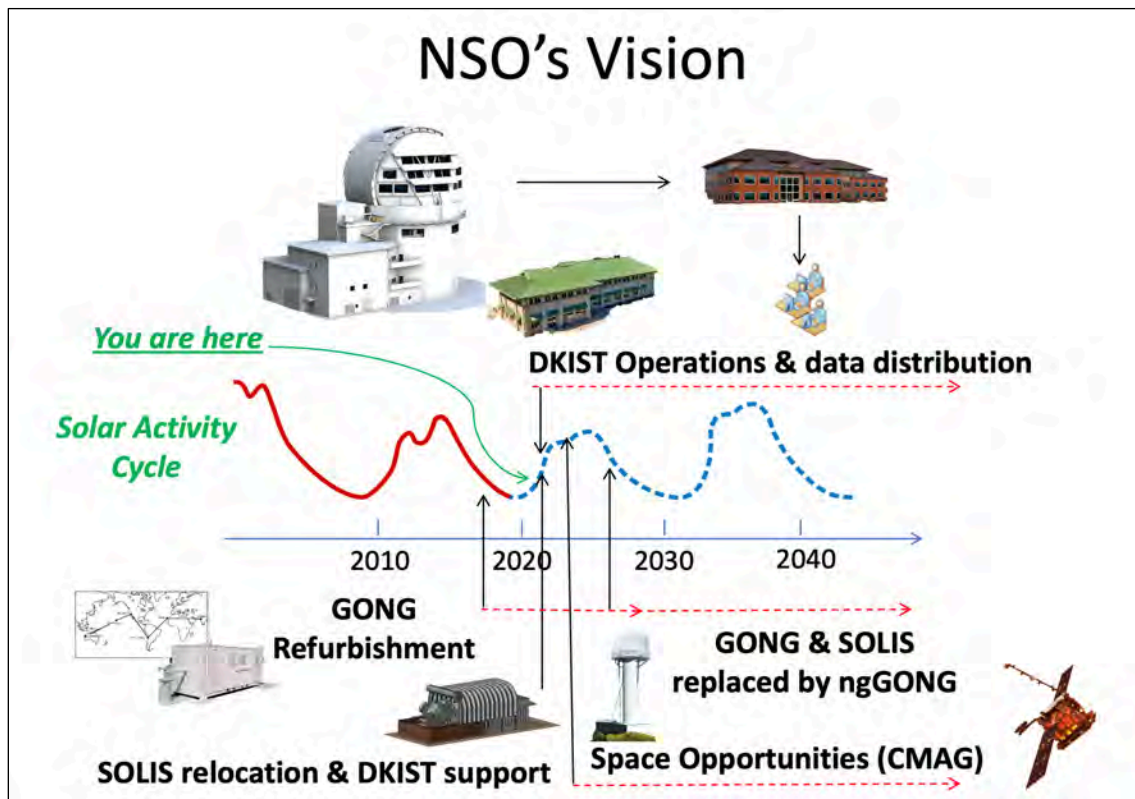 NSO's Vision
You are here
DKIST Operations & data distribution
Solar Activity
Cycle
2010
2020
2030
2040
GONG
Refurbishment
GONG & SOLIS
replaced by ngGONG
SOLIS relocation & DKIST support
Space Opportunities (CMAG)